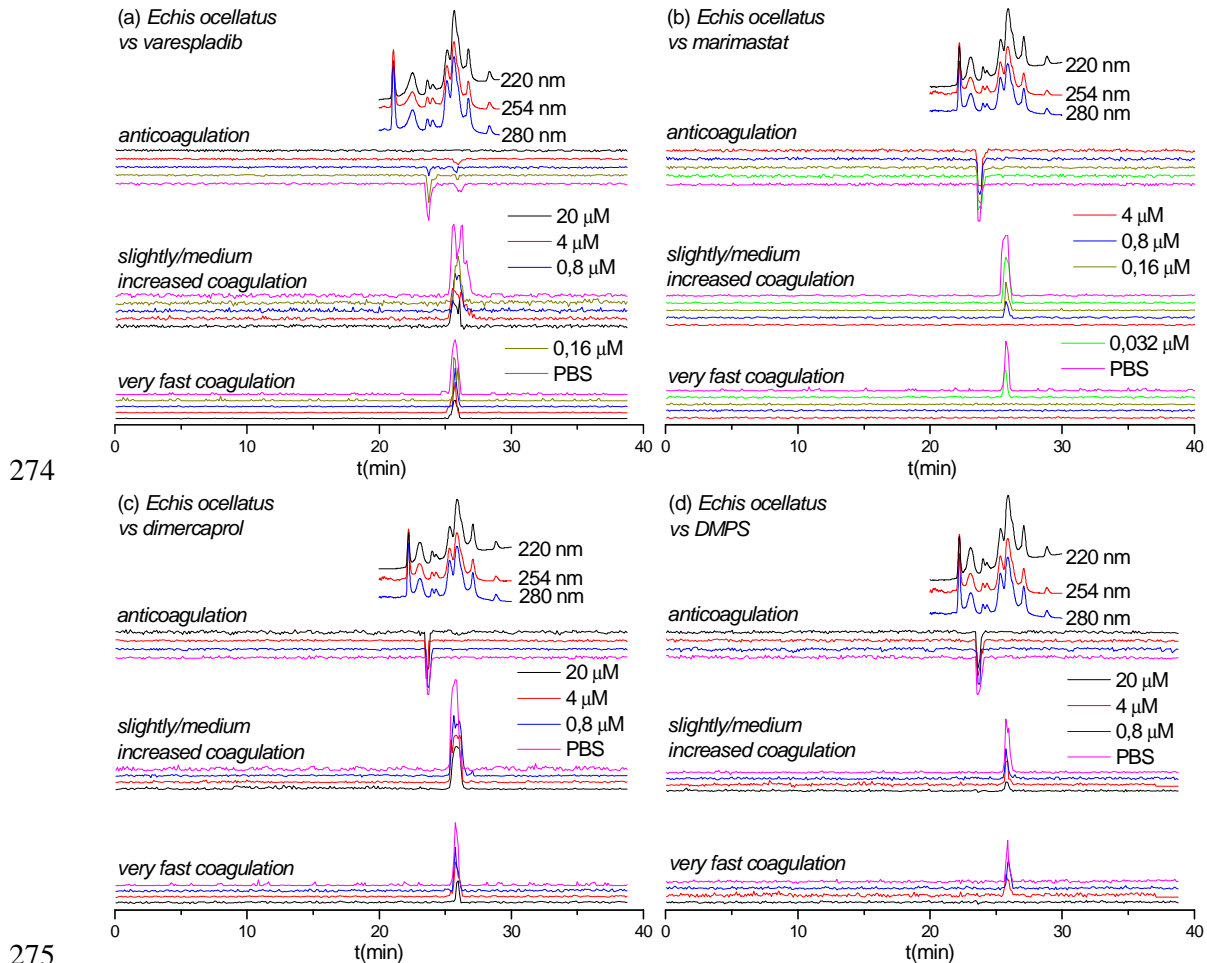 (a) Echis ocellatus
vs varespladib
220 nm
254 nm
280 nm
anticoagulation
20 μM
4 μM
0,8 μM
slightly/medium
increased coagulation
0,16 μM
PBS
very fast coagulation
0 10 20 30 40
t(min)
(b) Echis ocellatus
vs marimastat
220 nm
254 nm
280 nm
anticoagulation
4 μM
0,8 μM
0,16 μM
slightly/medium
increased coagulation
0,032 μM
PBS
very fast coagulation
0 10 20 30 40
t(min)
274
(c) Echis ocellatus
vs dimercaprol
220 nm
254 nm
280 nm
anticoagulation
20 μM
4 μM
0,8 μM
PBS
slightly/medium
increased coagulation
very fast coagulation
0 10 20 30 40
t(min)
(d) Echis ocellatus
vs DMPS
220 nm
254 nm
280 nm
anticoagulation
20 μM
4 μM
0,8 μM
PBS
slightly/medium
increased coagulation
very fast coagulation
0 10 20 30 40
t(min)
275